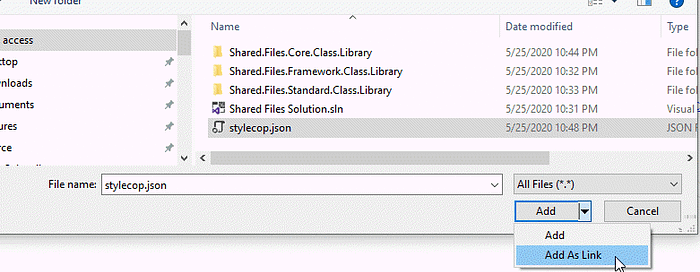 New folder
Name Date modified Type
access
Shared.Files.Core.Class.Library 5/25/2020 10:44 PM File fol
ktop
Shared.Files.Framework.Class.Library 5/25/2020 10:32 PM File fol
wnloads
Shared.Files.Standard.Class.Library 5/25/2020 10:33 PM File fol
uments
Shared Files Solution.sln 5/25/2020 10:31 PM Visual
ures
stylecop.json 5/25/2020 10:48 PM JSON F
rce
File name: stylecop.json All Files (*.*)
Add Cancel
Add
Add As Link